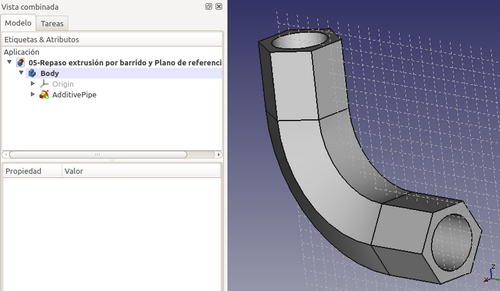 Vista combinada
Modelo Tareas
Etiquetas & Atributos
Aplicación
05-Repaso extrusión por barrido y Plano de referenci
Body
Origin
AdditivePipe
Propiedad Valor
Z
X